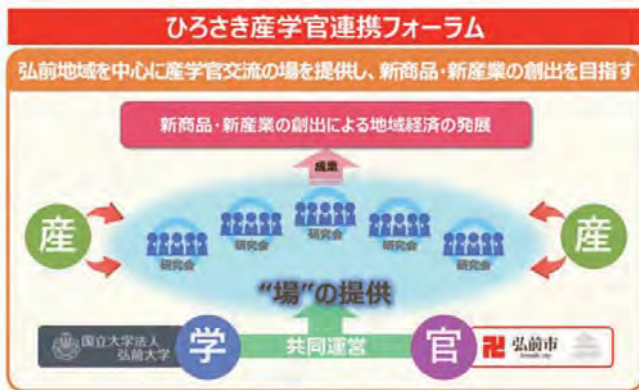 ひろさき産学官連携フォーラム
弘前地域を中心に産学官交流の場を提供し、新商品・新産業の創出を目指す
新商品・新産業の創出による地域経済の発展
成果
研究会
研究会
研究会
研究会
研究会
産
産
“場”の提供
国立大学法人
弘前大学
学
共同運営
官
卍 弘前市